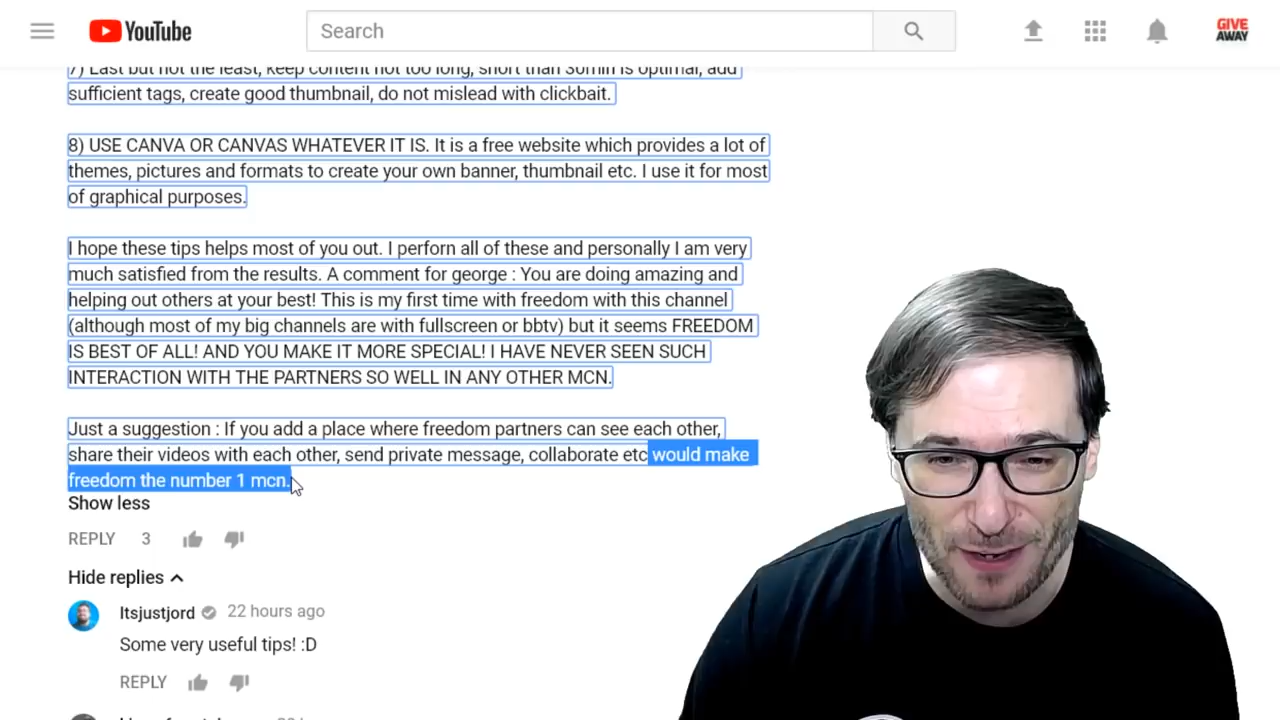 YouTube
Search
GIVE
AWAY
7) Last but not the least, keep content not too long, short than 30min is optimal, add
sufficient tags, create good thumbnail, do not mislead with clickbait.
8) USE CANVA OR CANVAS WHATEVER IT IS. It is a free website which provides a lot of
themes, pictures and formats to create your own banner, thumbnail etc. I use it for most
of graphical purposes.
I hope these tips helps most of you out. I perforn all of these and personally I am very
much satisfied from the results. A comment for george : You are doing amazing and
helping out others at your best! This is my first time with freedom with this channel
(although most of my big channels are with fullscreen or bbtv) but it seems FREEDOM
IS BEST OF ALL! AND YOU MAKE IT MORE SPECIAL! I HAVE NEVER SEEN SUCH
INTERACTION WITH THE PARTNERS SO WELL IN ANY OTHER MCN.
Just a suggestion : If you add a place where freedom partners can see each other,
share their videos with each other, send private message, collaborate etc would make
freedom the number 1 mcn.
Show less
REPLY 3
Hide replies
Itsjustjord 22 hours ago
Some very useful tips! :D
REPLY